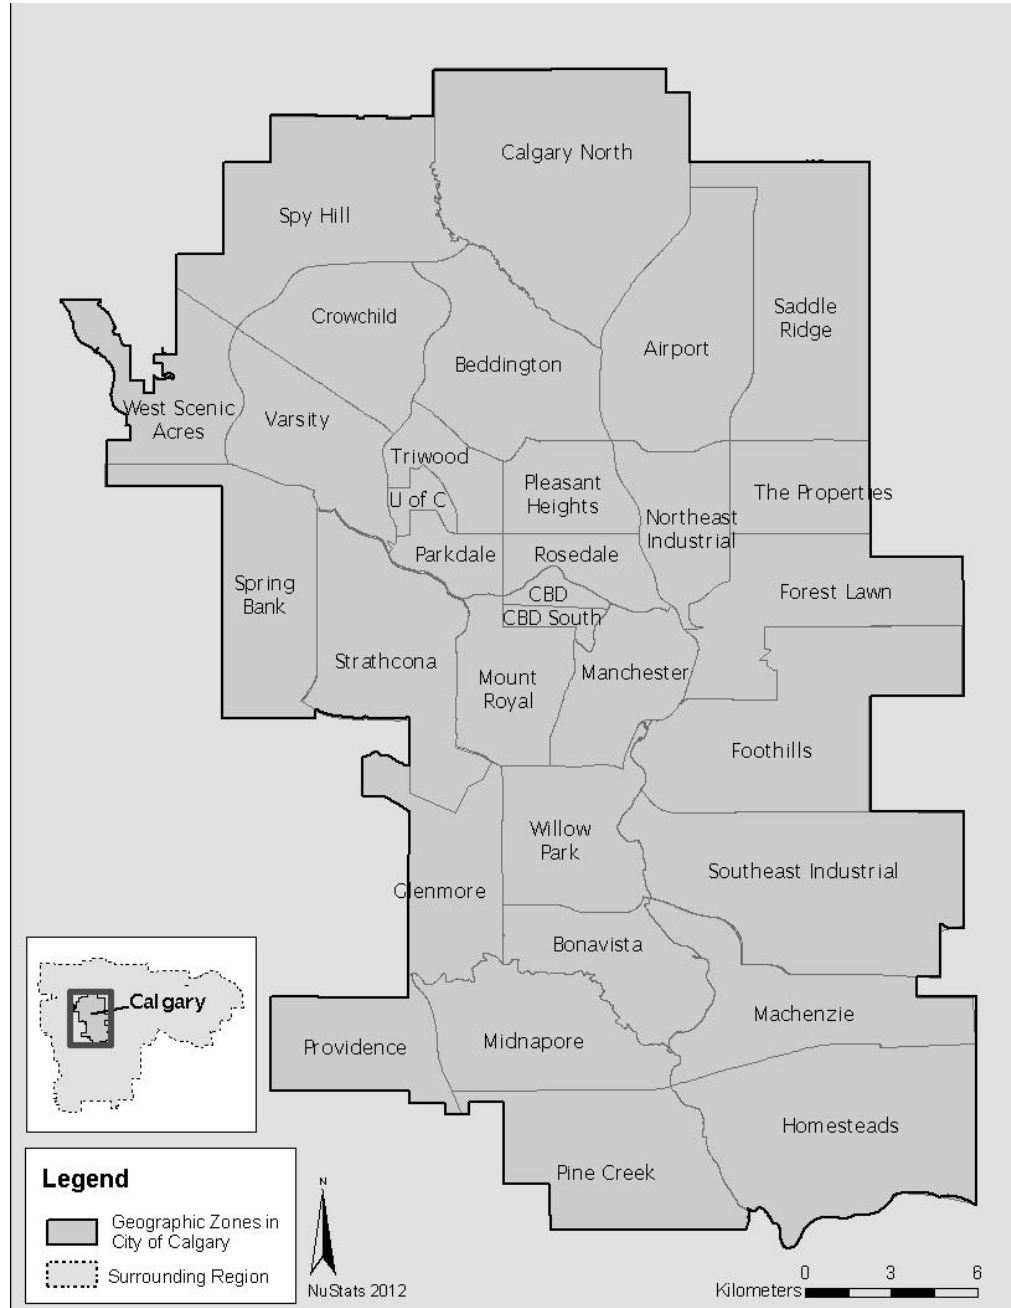 Calgary North
Spy Hill
Crowchild
Saddle
Ridge
Airport
Beddington
West Scenic
Acres
Varsity
Triwood
U of C
Pleasant
Heights
The Properties
Northeast
Industrial
Parkdale
Rosedale
Spring
Bank
CBD
CBD South
Forest Lawn
Strathcona
Mount
Royal
Manchester
Foothills
Willow
Park
Glenmore
Southeast Industrial
Bonavista
Calgary
Machenzie
Providence
Midnapore
Homesteads
Pine Creek
Legend
Geographic Zones in
City of Calgary
Surrounding Region
N
NuStats 2012
0 3 6
Kilometers